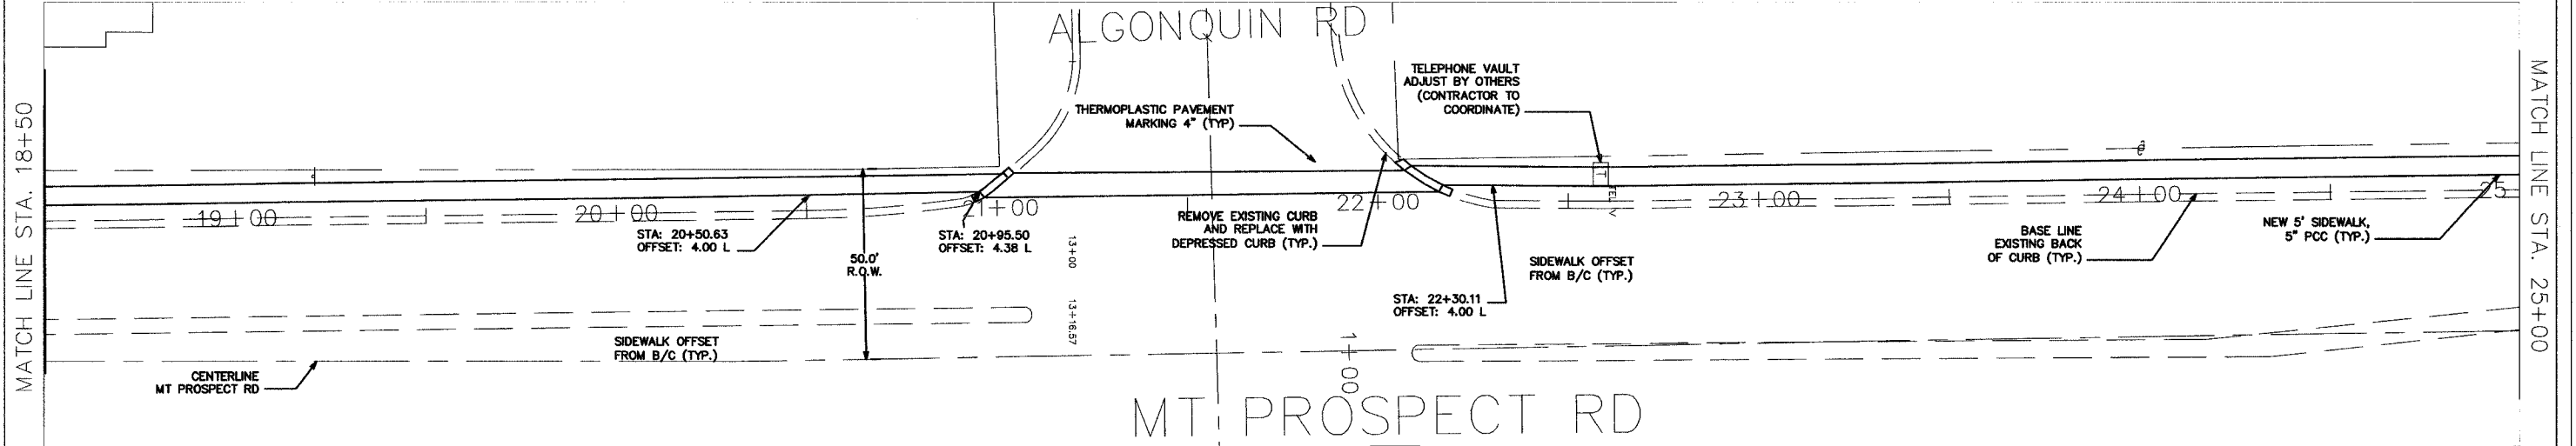 ALGONQUIN RD
MATCH LINE STA. 18+50
THERMOPLASTIC PAVEMENT
MARKING 4" (TYP)
TELEPHONE VAULT
ADJUST BY OTHERS
(CONTRACTOR TO
COORDINATE)
MATCH LINE STA. 25+00
19+00
20+00
1+00
22+00
23+00
24+00
25
T
STA: 20+50.63
OFFSET: 4.00 L
50.0'
R.O.W.
STA: 20+95.50
OFFSET: 4.38 L
13+00
13+16.57
REMOVE EXISTING CURB
AND REPLACE WITH
DEPRESSED CURB (TYP.)
STA: 22+30.11
OFFSET: 4.00 L
SIDEWALK OFFSET
FROM B/C (TYP.)
BASE LINE
EXISTING BACK
OF CURB (TYP.)
NEW 5' SIDEWALK,
5" PCC (TYP.)
SIDEWALK OFFSET
FROM B/C (TYP.)
CENTERLINE
MT PROSPECT RD
1+00
MT PROSPECT RD